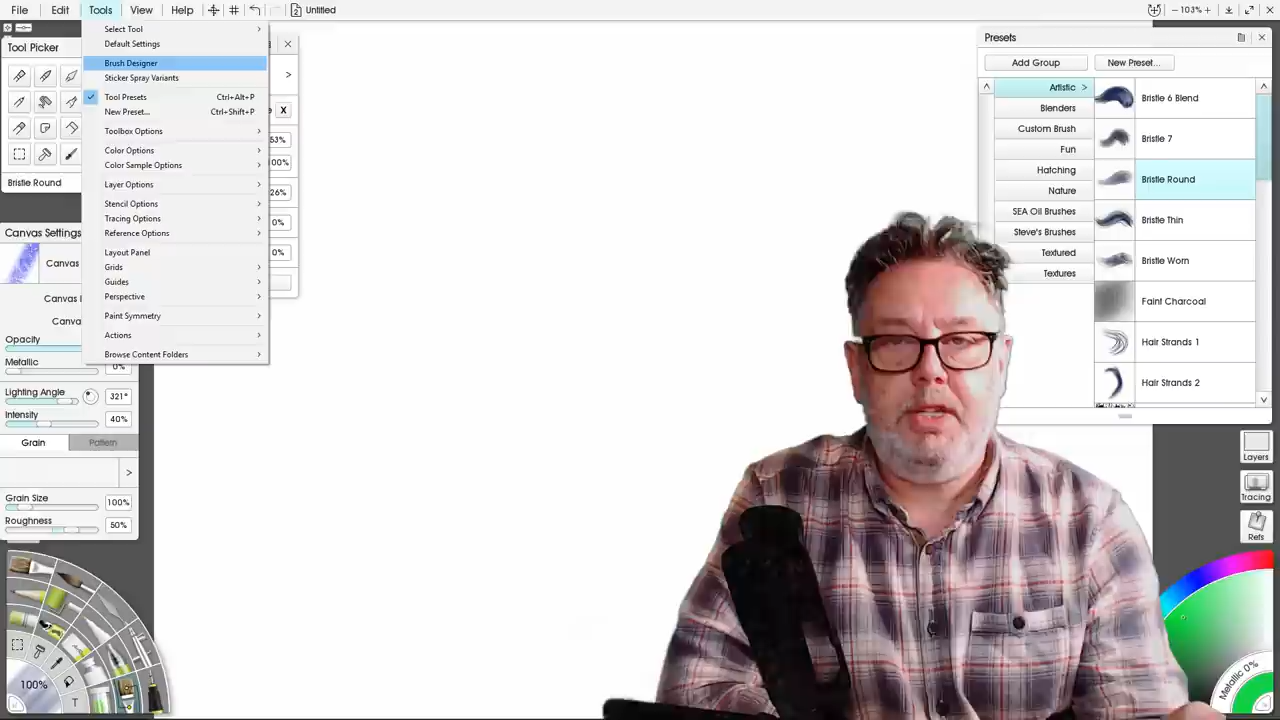 File Edit Tools View Help Untitled 103%
Tool Picker
Bristle Round
Select Tool
Default Settings
Brush Designer
Sticker Spray Variants
Tool Presets Ctrl+Alt+P
New Preset... Ctrl+Shift+P
Toolbox Options
Color Options
Color Sample Options
Layer Options
Stencil Options
Tracing Options
Reference Options
Layout Panel
Grids
Guides
Perspective
Paint Symmetry
Actions
Browse Content Folders
X
53%
100%
26%
0%
0%
Canvas Settings
Canvas
Canva
Opacity
Metallic 0%
Lighting Angle 321°
Intensity 40%
Grain Pattern
Grain Size 100%
Roughness 50%
100%
T
Presets
Add Group New Preset...
Artistic >
Blenders
Custom Brush
Fun
Hatching
Nature
SEA Oil Brushes
Steve's Brushes
Textured
Textures
Bristle 6 Blend
Bristle 7
Bristle Round
Bristle Thin
Bristle Worn
Faint Charcoal
Hair Strands 1
Hair Strands 2
Layers
Tracing
Refs
Metallic 0%